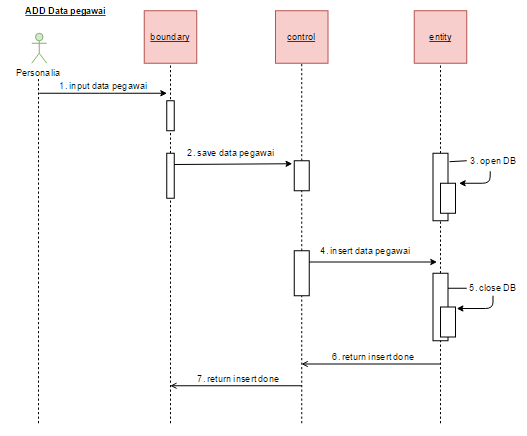 ADD Data pegawai
boundary
control
entity
Personalia
1. input data pegawai
2. save data pegawai
3. open DB
4. insert data pegawai
5. close DB
6. return insert done
7. return insert done